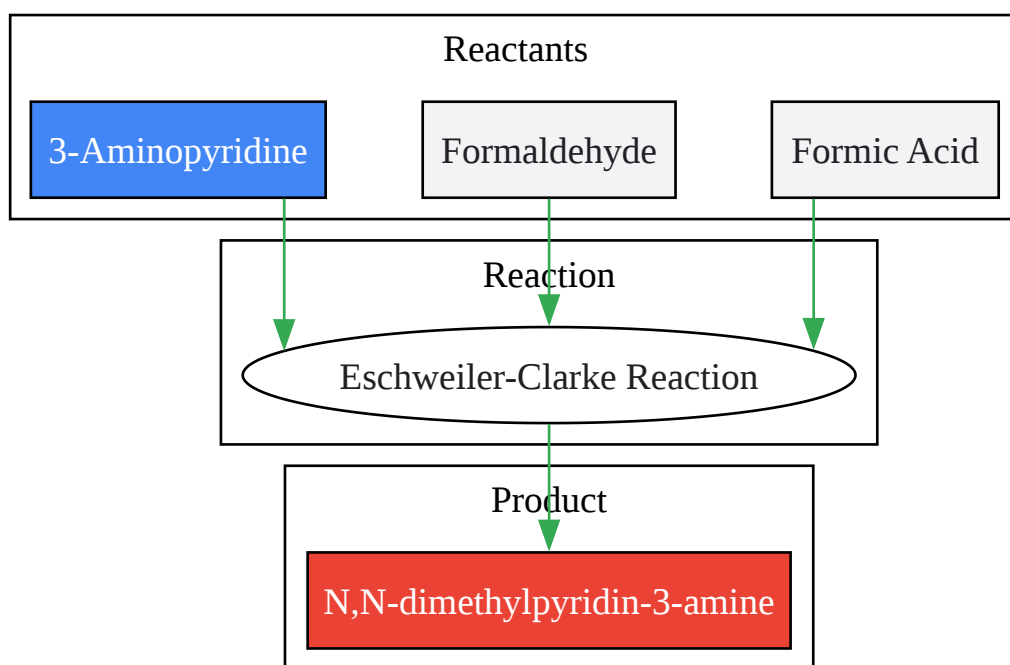 Reactants
3-Aminopyridine
Formaldehyde
Formic Acid
Reaction
Eschweiler-Clarke Reaction
Product
N,N-dimethylpyridin-3-amine